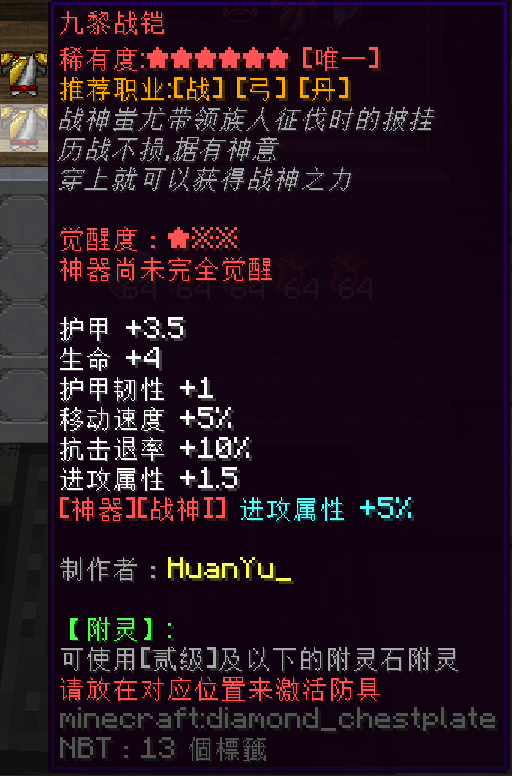 九黎战铠
稀有度:★★★★★★ [唯一]
推荐职业:[战] [弓] [丹]
战神蚩尤带领族人征伐时的披挂
历战不损,据有神意
穿上就可以获得战神之力
觉醒度：★※※
神器尚未完全觉醒
64 64 64 64
护甲 +3.5
生命 +4
护甲韧性 +1
移动速度 +5%
抗击退率 +10%
进攻属性 +1.5
[神器][战神I] 进攻属性 +5%
制作者：HuanYu_
【附灵】:
可使用[贰级]及以下的附灵石附灵
请放在对应位置来激活防具
minecraft:diamond_chestplate
NBT：13 個標籤